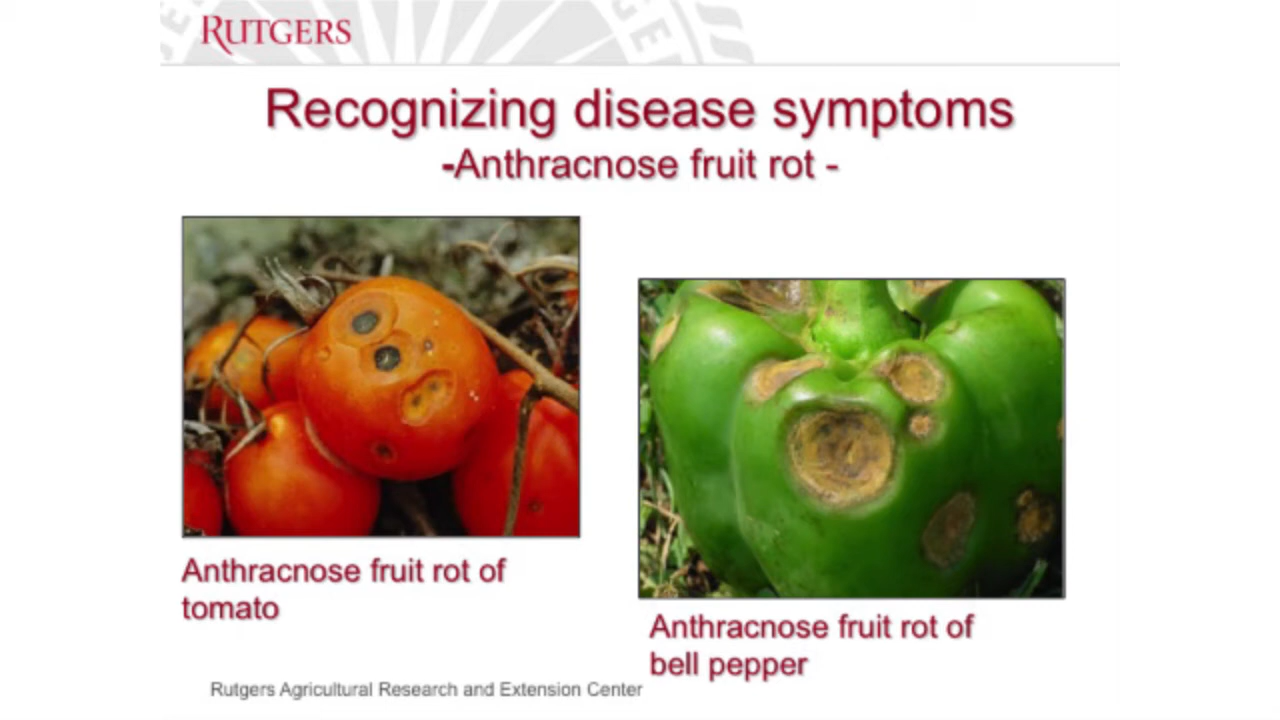 RUTGERS
Recognizing disease symptoms
-Anthracnose fruit rot -
Anthracnose fruit rot of
tomato
Anthracnose fruit rot of
bell pepper
Rutgers Agricultural Research and Extension Center